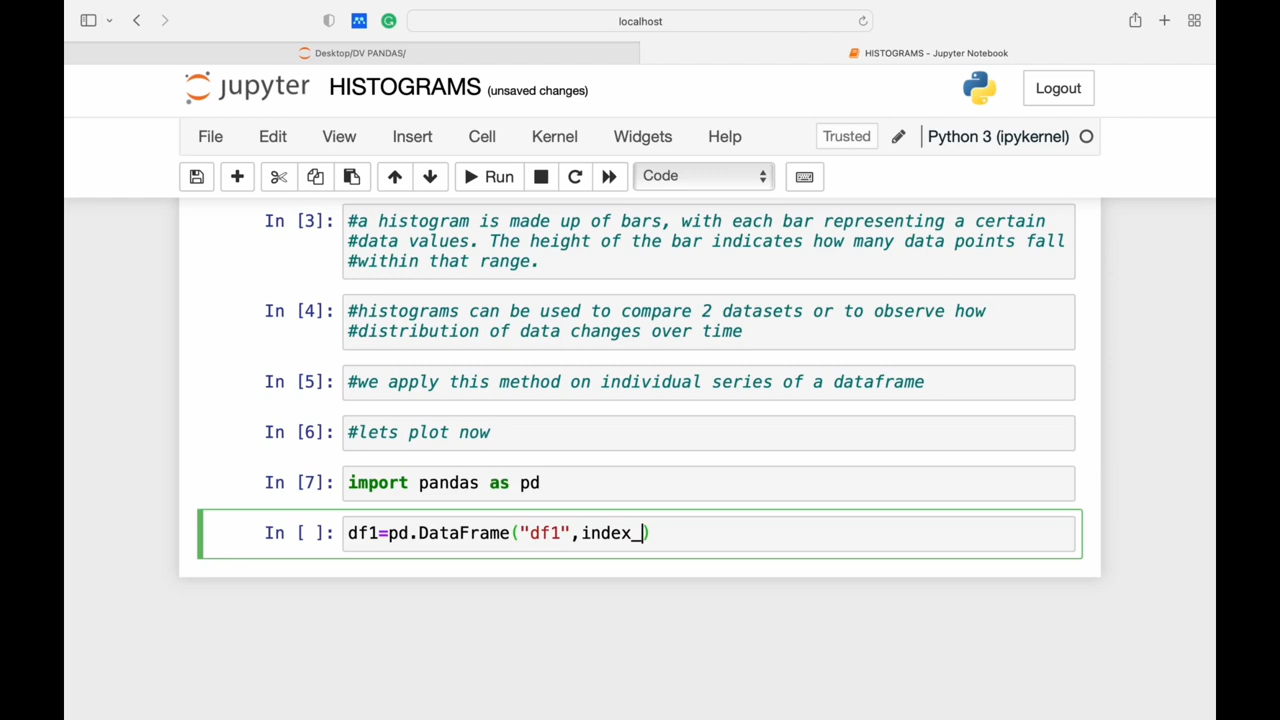 localhost
Desktop/DV PANDAS/
HISTOGRAMS - Jupyter Notebook
jupyter HISTOGRAMS (unsaved changes)
Logout
File Edit View Insert Cell Kernel Widgets Help Trusted Python 3 (ipykernel)
Run Code
In [3]: #a histogram is made up of bars, with each bar representing a certain
#data values. The height of the bar indicates how many data points fall
#within that range.
In [4]: #histograms can be used to compare 2 datasets or to observe how
#distribution of data changes over time
In [5]: #we apply this method on individual series of a dataframe
In [6]: #lets plot now
In [7]: import pandas as pd
In [ ]: df1=pd.DataFrame("df1",index_)